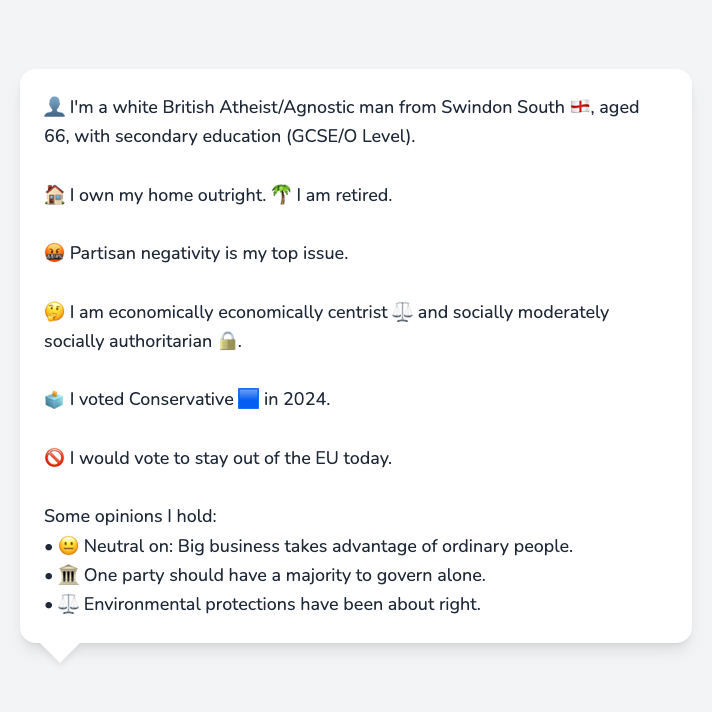 👤 I'm a white British Atheist/Agnostic man from Swindon South 🏴󠁧󠁢󠁥󠁮󠁧󠁿, aged
66, with secondary education (GCSE/O Level).
🏠 I own my home outright. 🌴 I am retired.
🤬 Partisan negativity is my top issue.
🤔 I am economically economically centrist ⚖️ and socially moderately
socially authoritarian 🔒.
🗳️ I voted Conservative 🟦 in 2024.
🚫 I would vote to stay out of the EU today.
Some opinions I hold:
• 😐 Neutral on: Big business takes advantage of ordinary people.
• 🏛️ One party should have a majority to govern alone.
• ⚖️ Environmental protections have been about right.